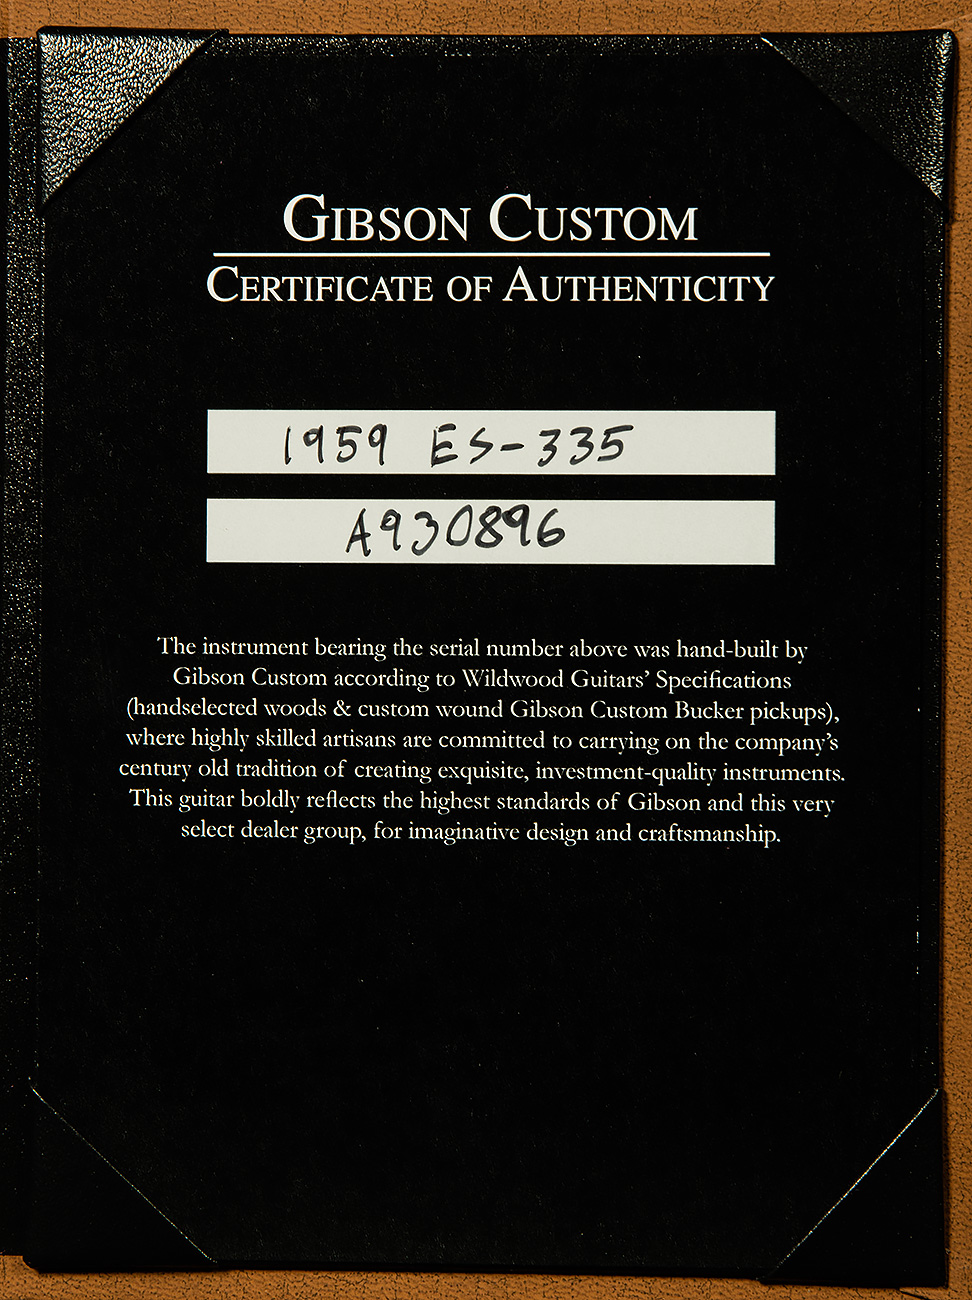 GIBSON CUSTOM
CERTIFICATE OF AUTHENTICITY
1959 ES-335
A930896
The instrument bearing the serial number above was hand-built by
Gibson Custom according to Wildwood Guitars' Specifications
(handselected woods & custom wound Gibson Custom Bucker pickups),
where highly skilled artisans are committed to carrying on the company's
century old tradition of creating exquisite, investment-quality instruments.
This guitar boldly reflects the highest standards of Gibson and this very
select dealer group, for imaginative design and craftsmanship.